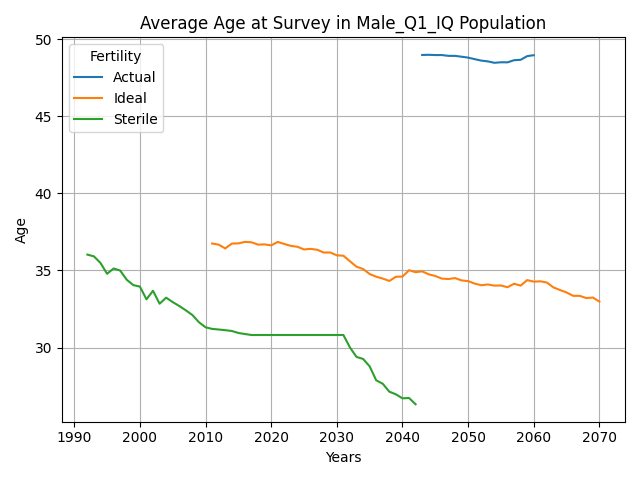 Average Age at Survey in Male_Q1_IQ Population
Fertility
Actual
Ideal
Sterile
50
45
40
35
30
Age
1990 2000 2010 2020 2030 2040 2050 2060 2070
Years